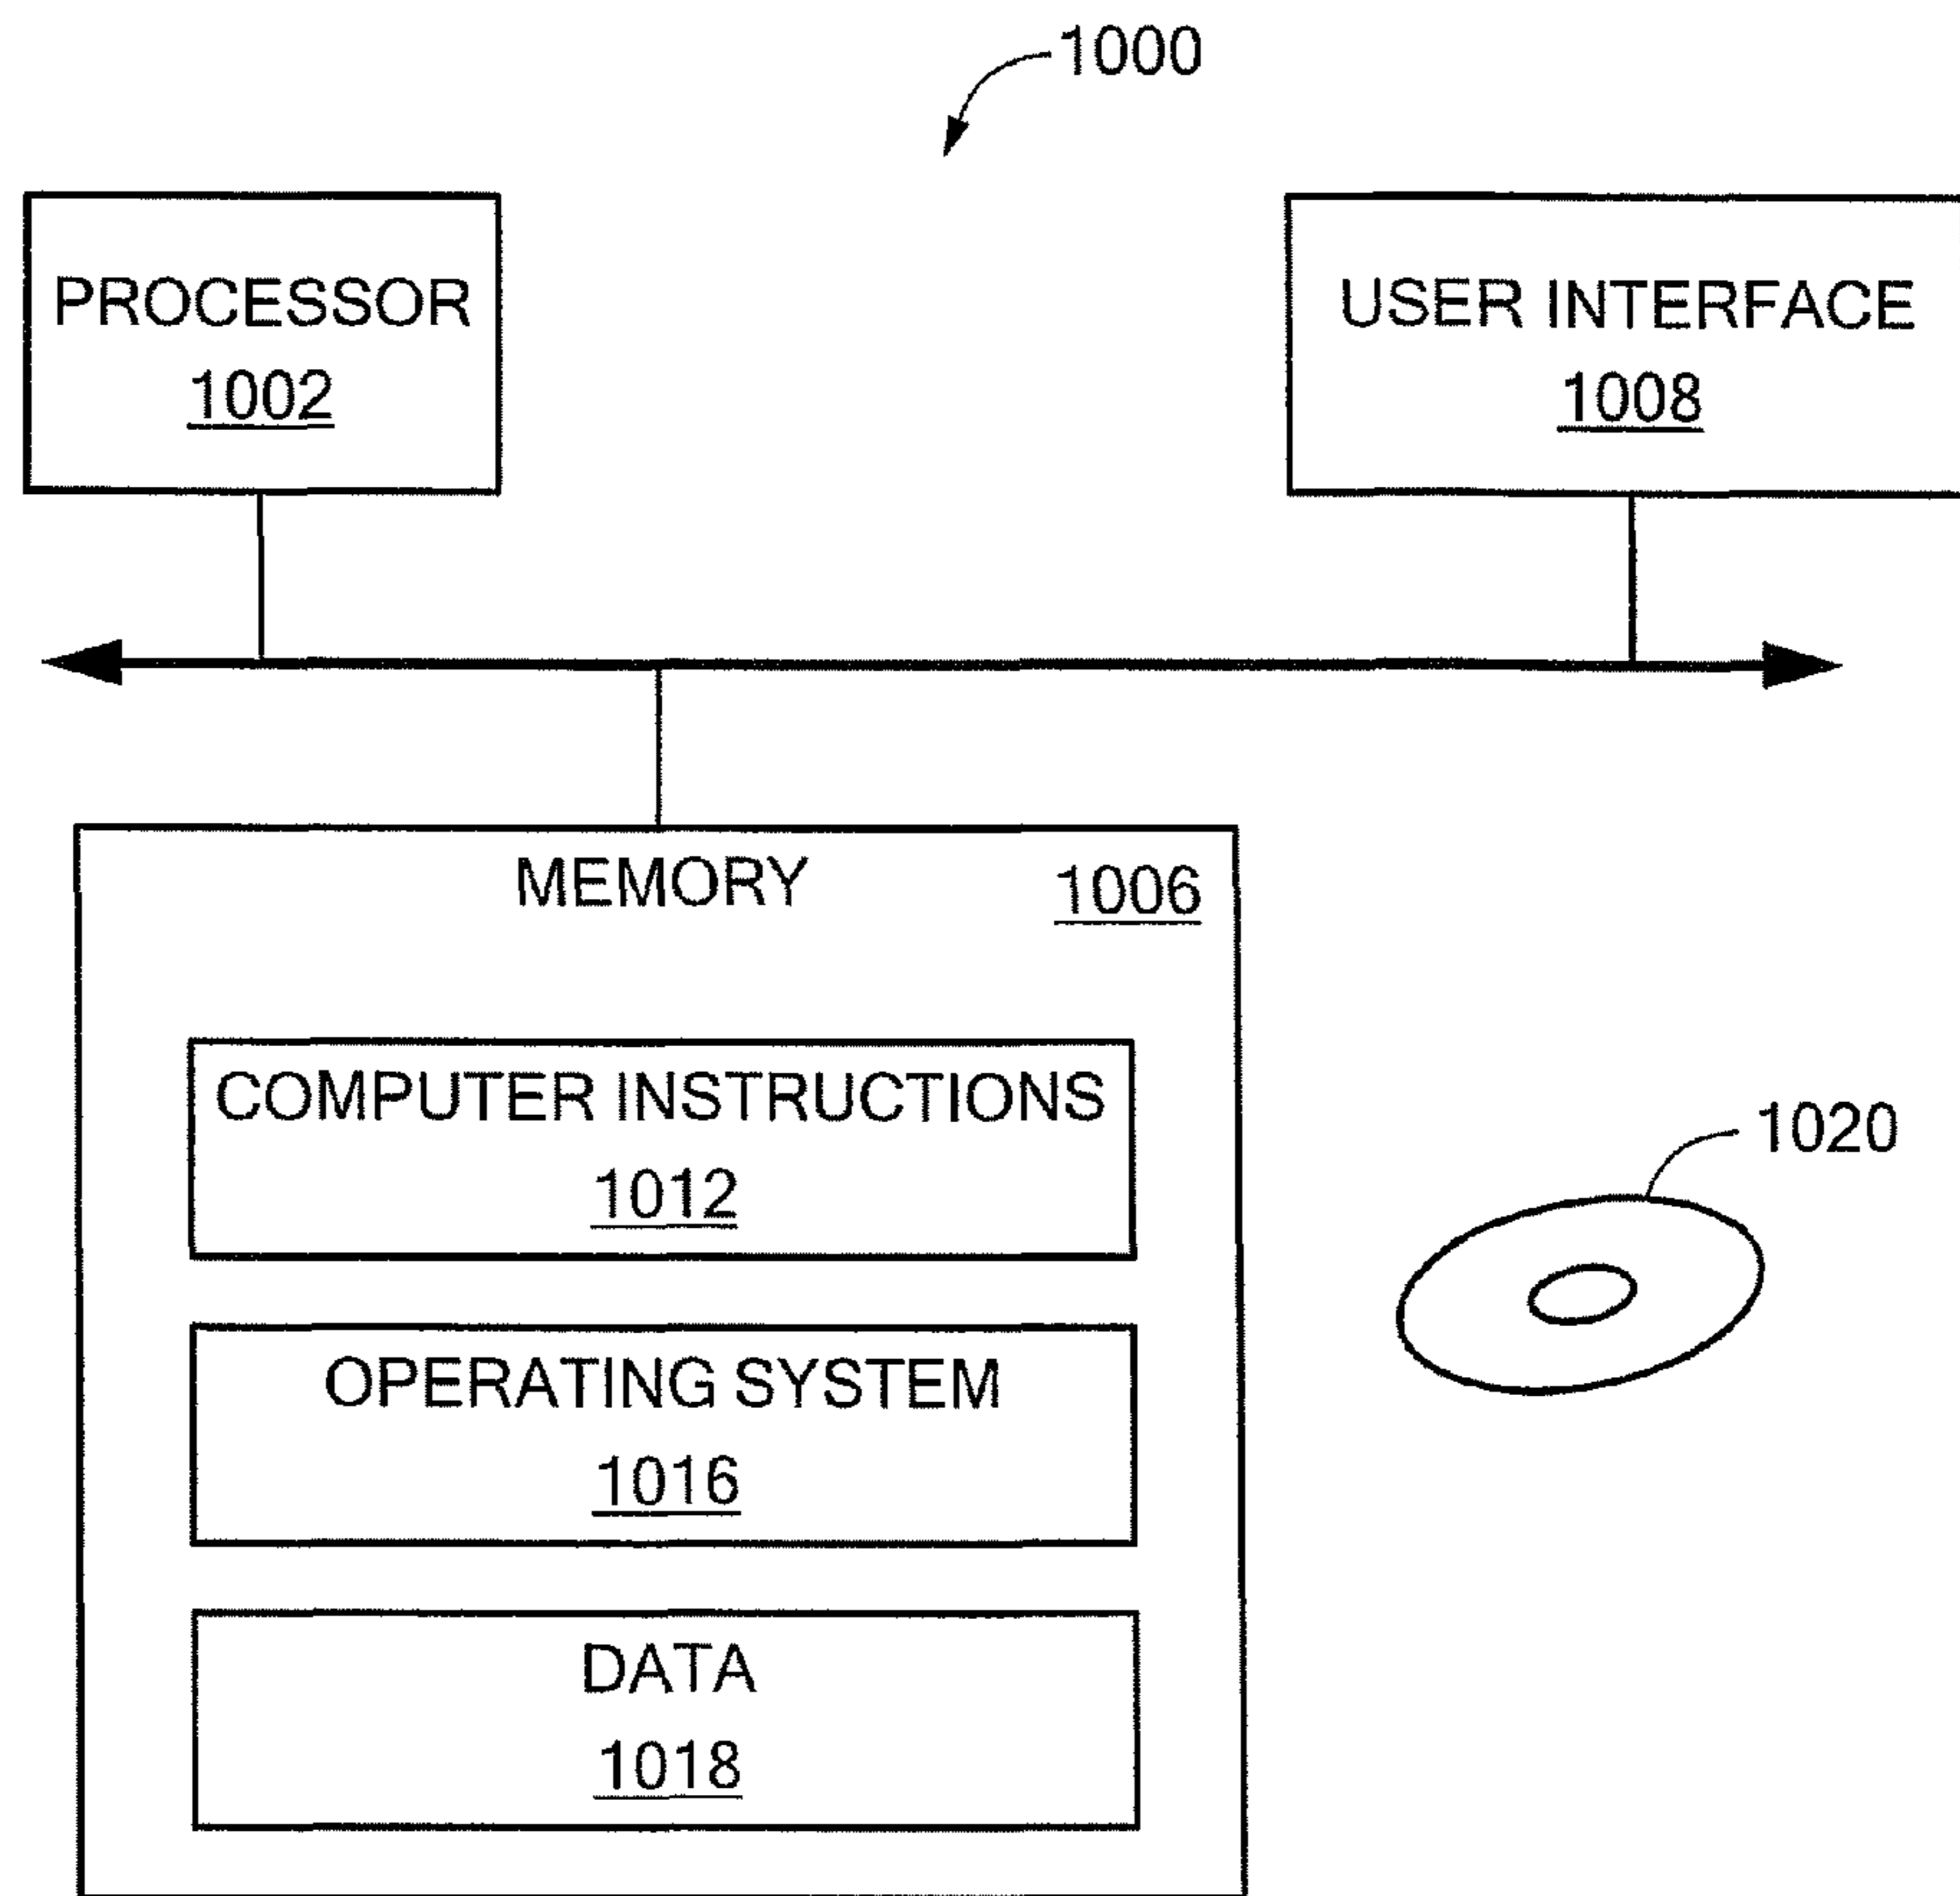 1000
PROCESSOR
1002
USER INTERFACE
1008
MEMORY
1006
COMPUTER INSTRUCTIONS
1012
1020
OPERATING SYSTEM
1016
DATA
1018